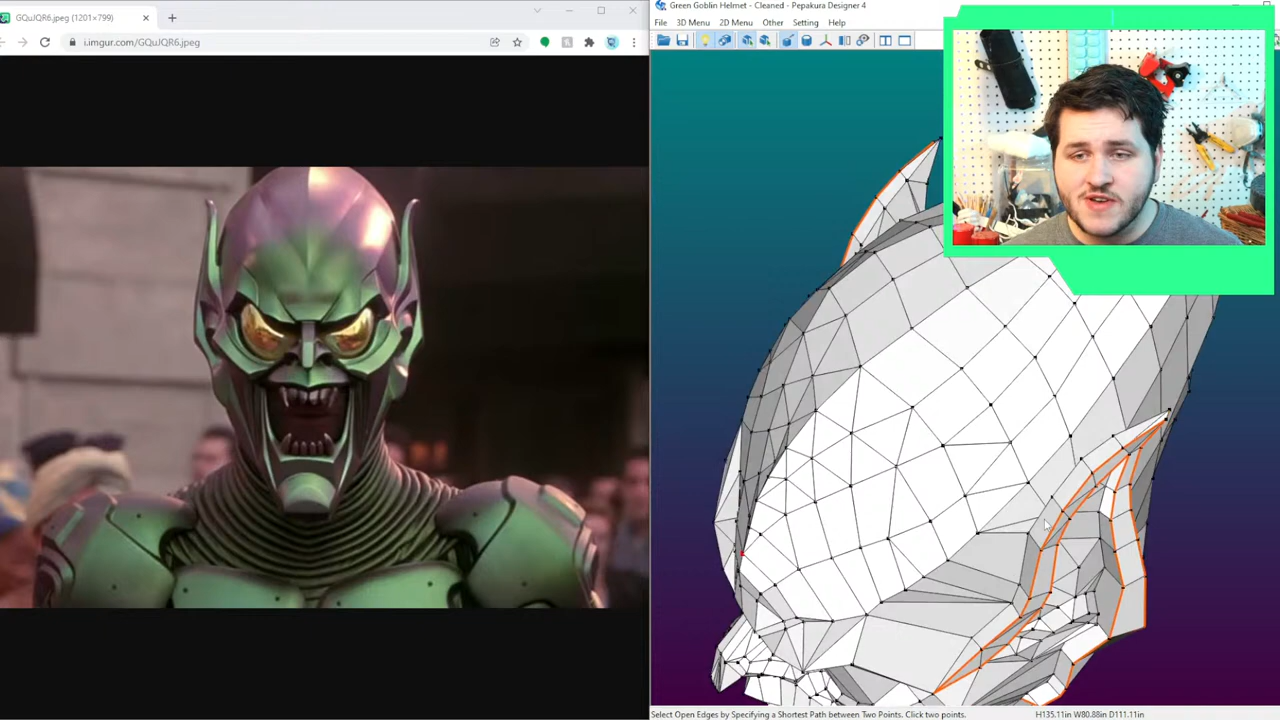 GQuJQR6.jpeg (1201×799)
i.imgur.com/GQuJQR6.jpeg
Green Goblin Helmet - Cleaned - Pepakura Designer 4
File 3D Menu 2D Menu Other Setting Help
Select Open Edges by Specifying a Shortest Path between Two Points. Click two points.
H135.11in W80.88in D111.11in